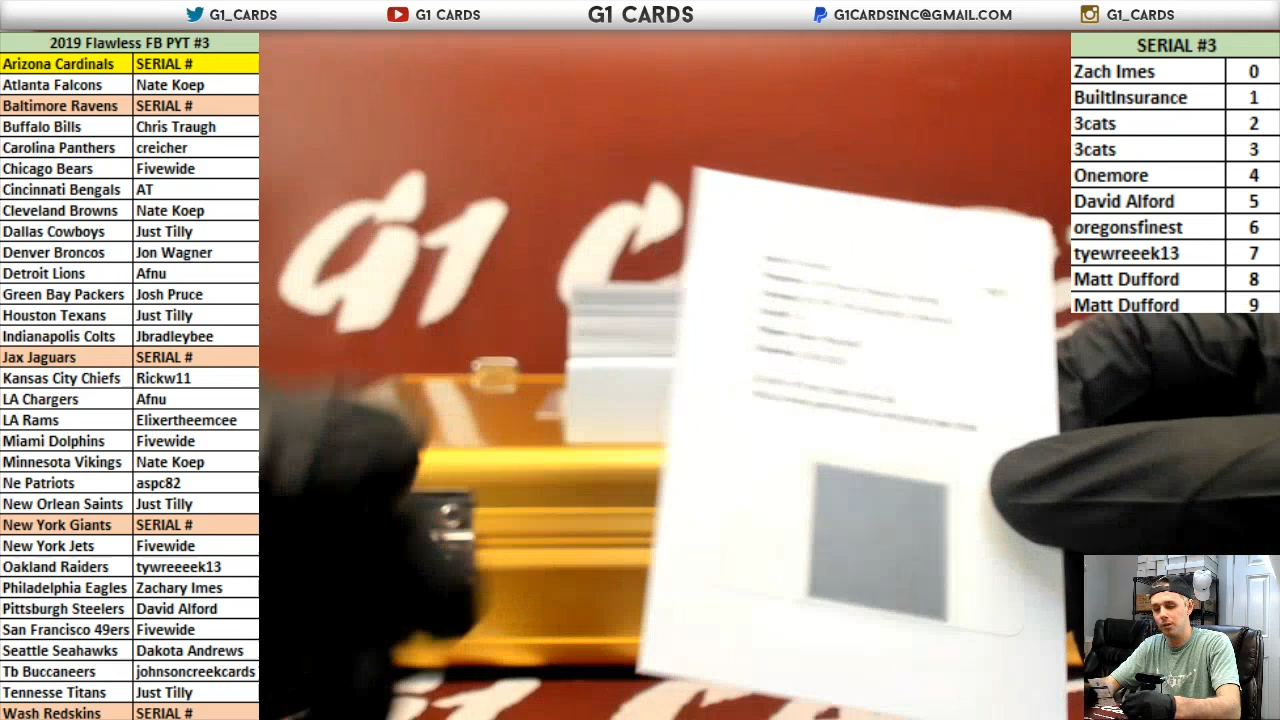 G1_CARDS
G1 CARDS
G1 CARDS
G1CARDSINC@GMAIL.COM
G1_CARDS
2019 Flawless FB PYT #3
Arizona Cardinals SERIAL #
Atlanta Falcons Nate Koep
Baltimore Ravens SERIAL #
Buffalo Bills Chris Traugh
Carolina Panthers creicher
Chicago Bears Fivewide
Cincinnati Bengals AT
Cleveland Browns Nate Koep
Dallas Cowboys Just Tilly
Denver Broncos Jon Wagner
Detroit Lions Afnu
Green Bay Packers Josh Pruce
Houston Texans Just Tilly
Indianapolis Colts Jbradleybee
Jax Jaguars SERIAL #
Kansas City Chiefs Rickw11
LA Chargers Afnu
LA Rams Elixertheemcee
Miami Dolphins Fivewide
Minnesota Vikings Nate Koep
Ne Patriots aspc82
New Orlean Saints Just Tilly
New York Giants SERIAL #
New York Jets Fivewide
Oakland Raiders tywreeeek13
Philadelphia Eagles Zachary Imes
Pittsburgh Steelers David Alford
San Francisco 49ers Fivewide
Seattle Seahawks Dakota Andrews
Tb Buccaneers johnsoncreekcards
Tennesse Titans Just Tilly
Wash Redskins SERIAL #
G1 C
SERIAL #3
Zach Imes 0
BuiltInsurance 1
3cats 2
3cats 3
Onemore 4
David Alford 5
oregonsfinest 6
tyewreeek13 7
Matt Dufford 8
Matt Dufford 9